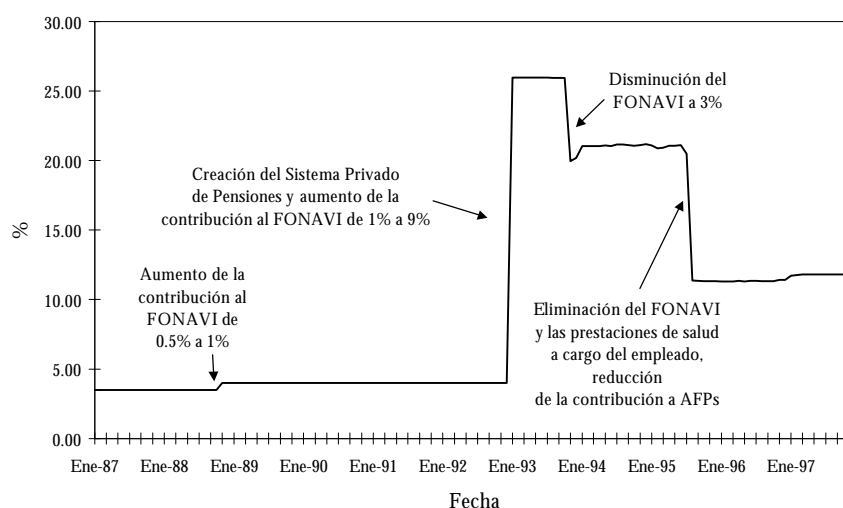 30.00
25.00
20.00
15.00
10.00
5.00
0.00
%
Disminución del
FONAVI a 3%
Creación del Sistema Privado
de Pensiones y aumento de la
contribución al FONAVI de 1% a 9%
Aumento de la
contribución al
FONAVI de
0.5% a 1%
Eliminación del FONAVI
y las prestaciones de salud
a cargo del empleado,
reducción
de la contribución a AFPs
Ene-87 Ene-88 Ene-89 Ene-90 Ene-91 Ene-92 Ene-93 Ene-94 Ene-95 Ene-96 Ene-97
Fecha